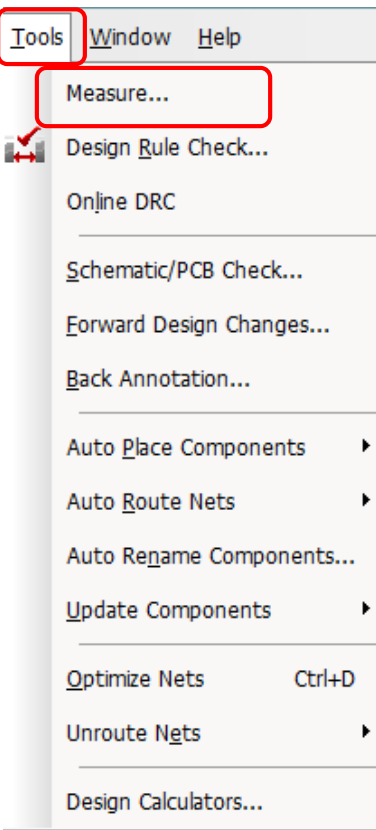 Tools Window Help
Measure...
Design Rule Check...
Online DRC
Schematic/PCB Check...
Forward Design Changes...
Back Annotation...
Auto Place Components
Auto Route Nets
Auto Rename Components...
Update Components
Optimize Nets Ctrl+D
Unroute Nets
Design Calculators...